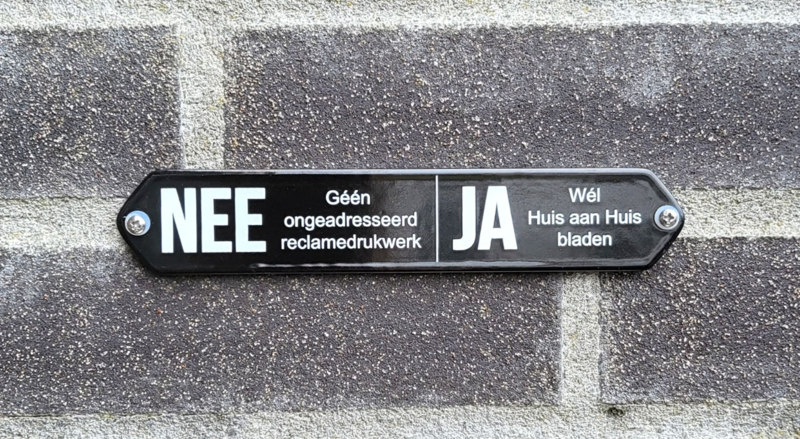 NEE
Géén
ongeadresseerd
reclamedrukwerk
JA
Wél
Huis aan Huis
bladen